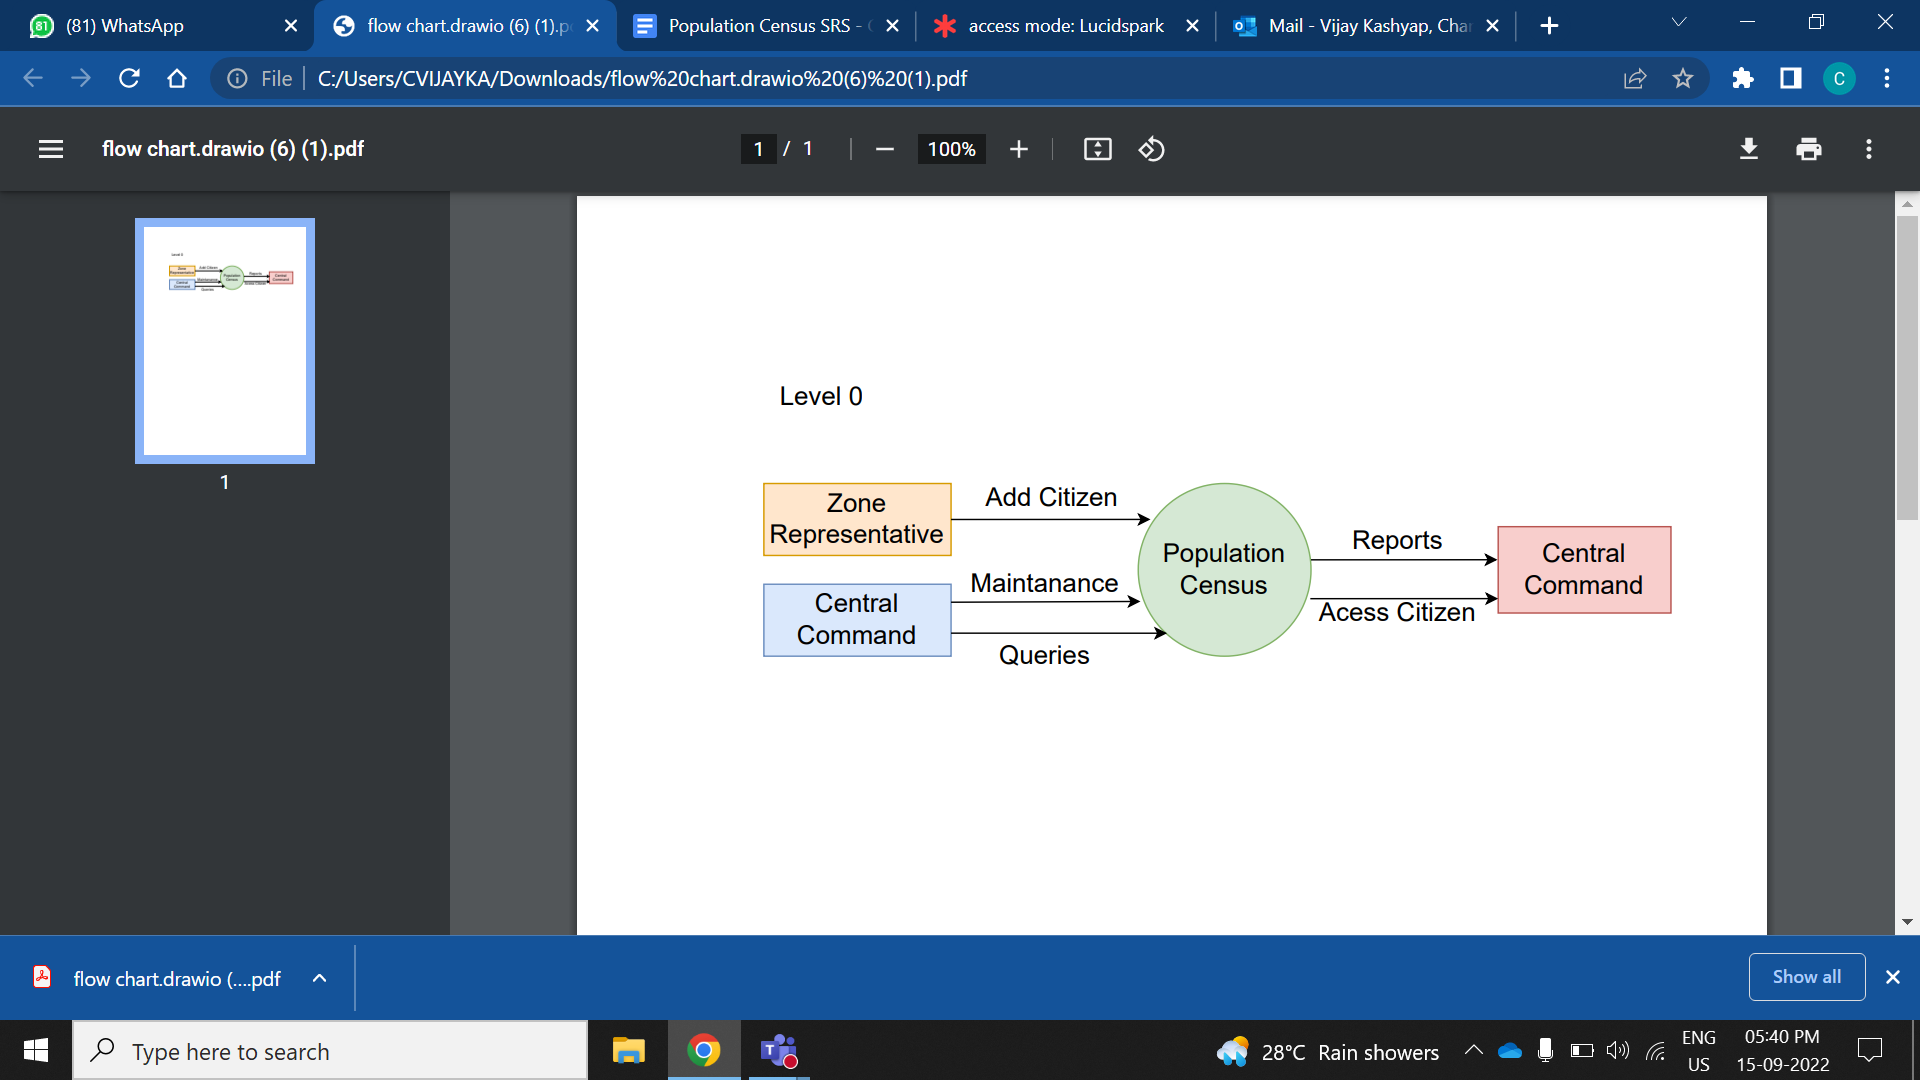 (81) WhatsApp
flow chart.drawio (6) (1).p
Population Census SRS -
access mode: Lucidspark
Mail - Vijay Kashyap, Cha
File
C:/Users/CVIJAYKA/Downloads/flow%20chart.drawio%20(6)%20(1).pdf
C
flow chart.drawio (6) (1).pdf
1 / 1
100%
1
Level 0
Zone
Representative
Add Citizen
Central
Command
Maintanance
Queries
Population
Census
Reports
Acess Citizen
Central
Command
flow chart.drawio (....pdf
Show all
Type here to search
28°C Rain showers
ENG
US
05:40 PM
15-09-2022